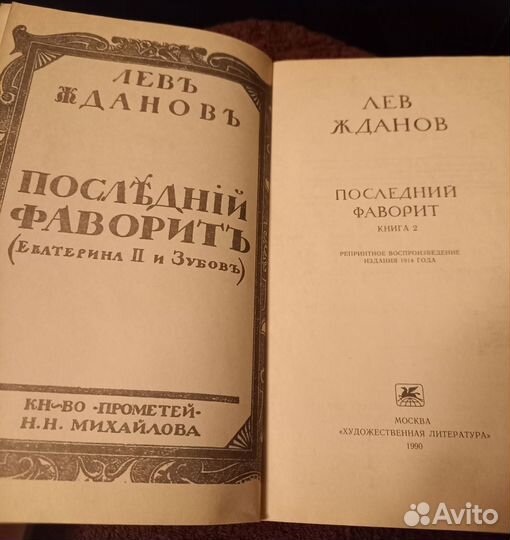 ЛЕВЪ
ЖДАНОВЪ
ПОСЛѢДНІЙ
ФАВОРИТЪ
(ЕКАТЕРИНА II И ЗУБОВЪ)
КН-ВО ·ПРОМЕТЕЙ·
Н.Н. МИХАЙЛОВА
ЛЕВ
ЖДАНОВ
ПОСЛЕДНИЙ
ФАВОРИТ
КНИГА 2
РЕПРИНТНОЕ ВОСПРОИЗВЕДЕНИЕ
ИЗДАНИЯ 1914 ГОДА
МОСКВА
«ХУДОЖЕСТВЕННАЯ ЛИТЕРАТУРА»
1990
Avito